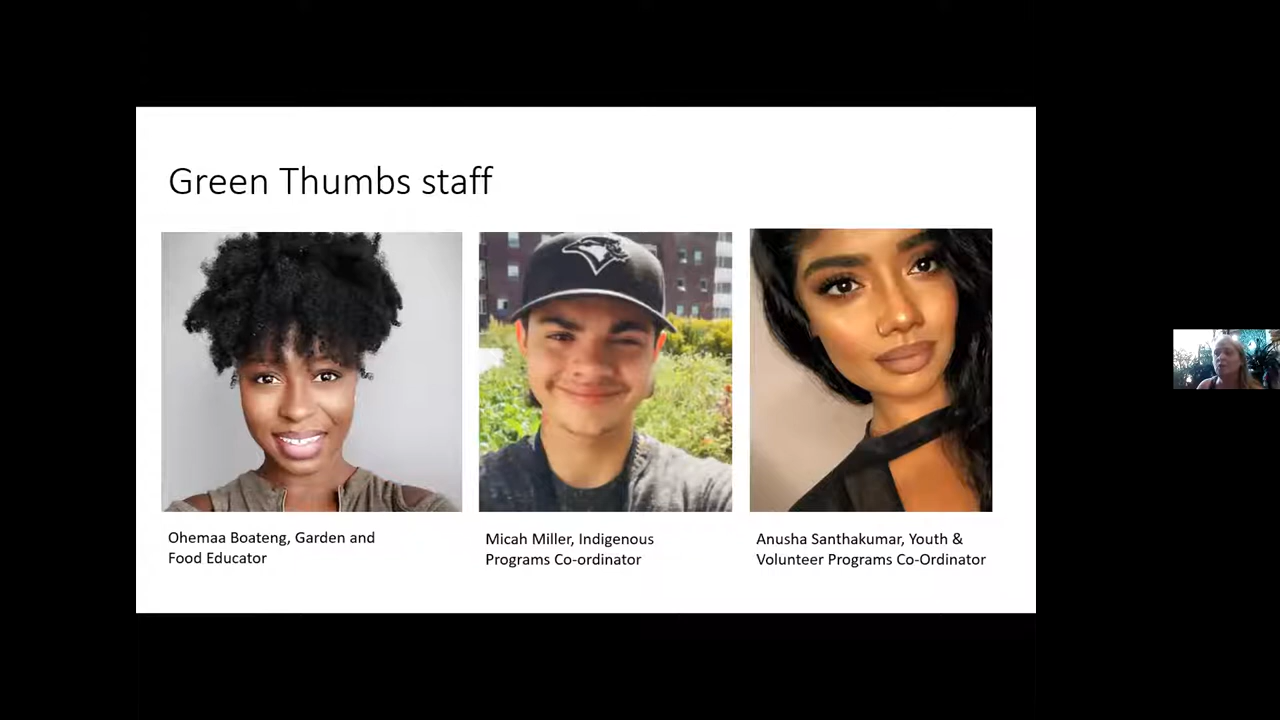 Green Thumbs staff
Ohemaa Boateng, Garden and
Food Educator
Micah Miller, Indigenous
Programs Co-ordinator
Anusha Santhakumar, Youth &
Volunteer Programs Co-Ordinator